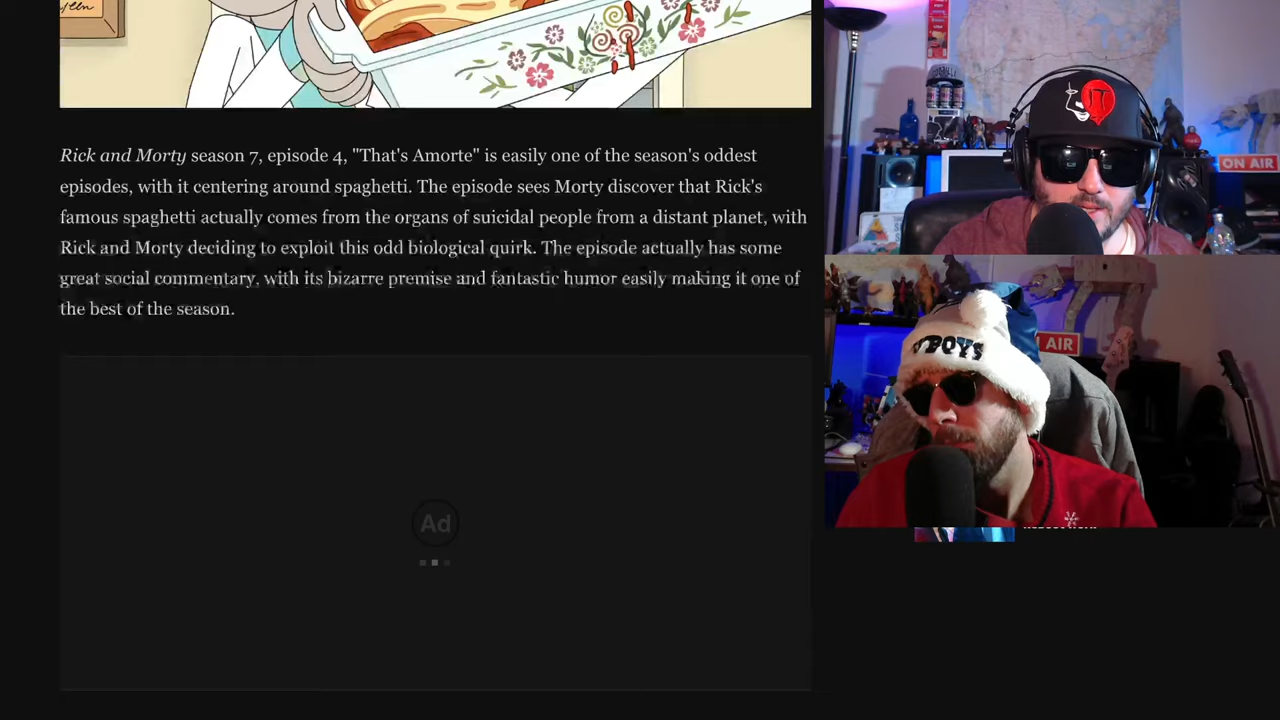 Rick and Morty season 7, episode 4, "That's Amorte" is easily one of the season's oddest
episodes, with it centering around spaghetti. The episode sees Morty discover that Rick's
famous spaghetti actually comes from the organs of suicidal people from a distant planet, with
Rick and Morty deciding to exploit this odd biological quirk. The episode actually has some
great social commentary, with its bizarre premise and fantastic humor easily making it one of
the best of the season.
Ad
ON AIR
AIR